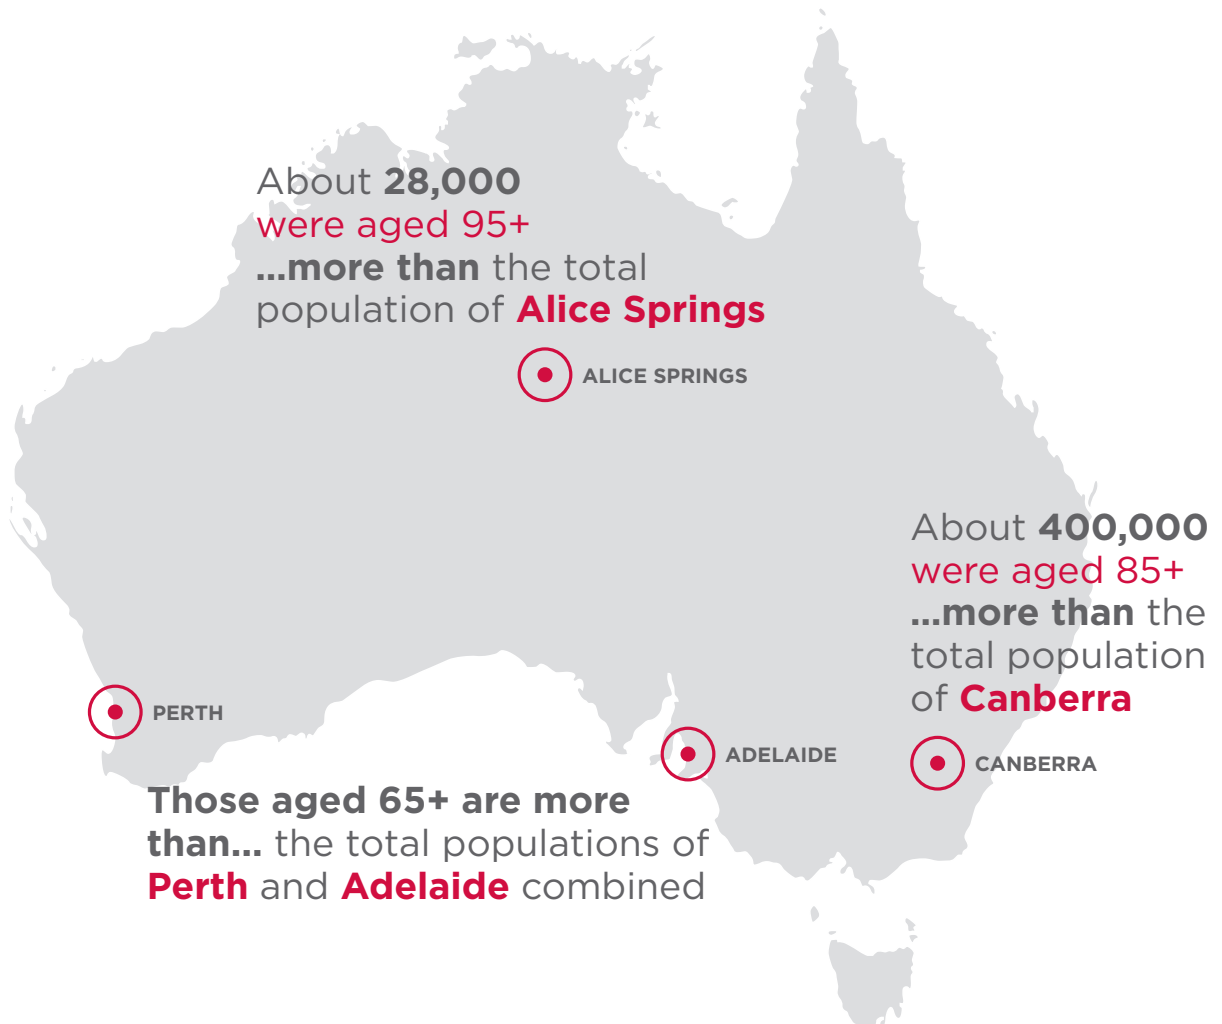 About 28,000
were aged 95+
...more than the total
population of Alice Springs
ALICE SPRINGS
About 400,000
were aged 85+
...more than the
total population
of Canberra
PERTH
ADELAIDE
CANBERRA
Those aged 65+ are more
than... the total populations of
Perth and Adelaide combined